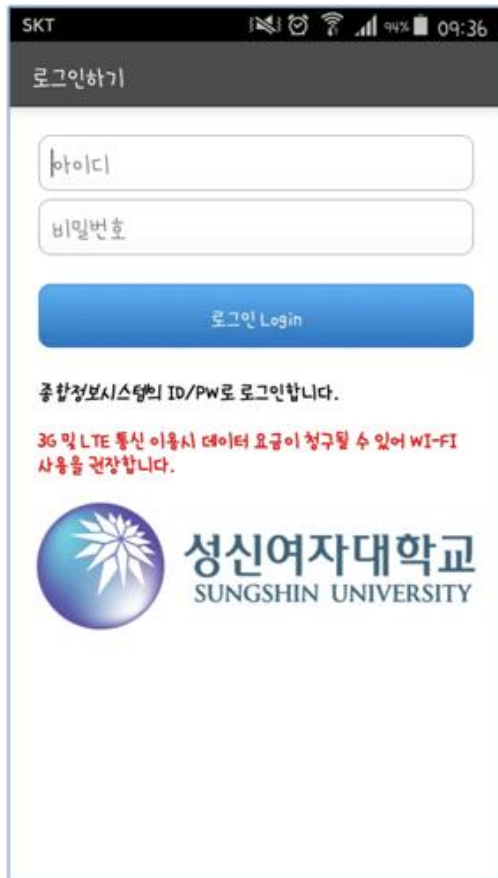 SKT 94% 09:36
로그인하기
아이디
비밀번호
로그인 Login
종합정보시스템의 ID/PW로 로그인합니다.
3G 및 LTE 통신 이용시 데이터 요금이 청구될 수 있어 WI-FI
사용을 권장합니다.
성신여자대학교
SUNGSHIN UNIVERSITY